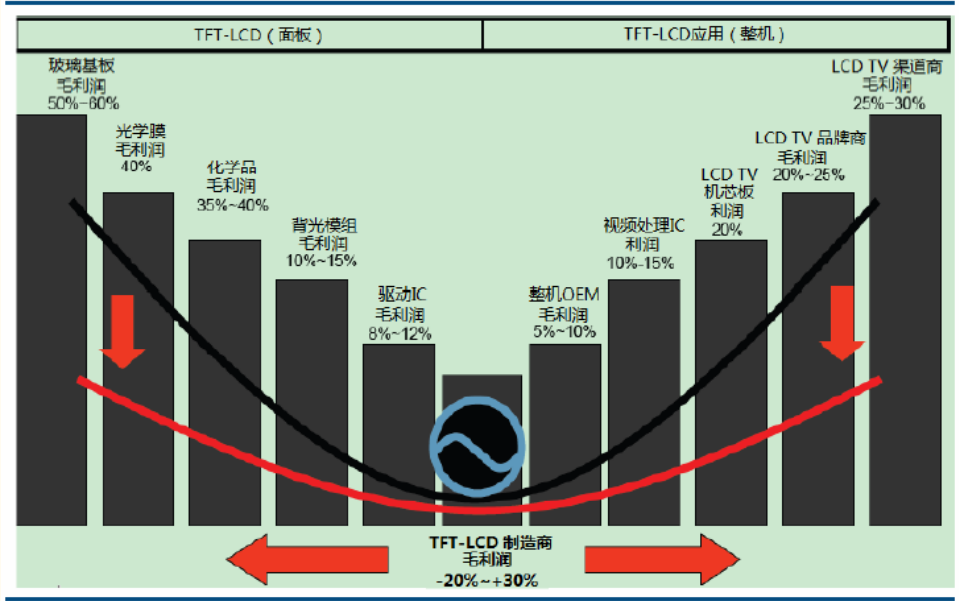 TFT-LCD（面板）
TFT-LCD应用（整机）
玻璃基板
毛利润
50%-60%
光学膜
毛利润
40%
化学品
毛利润
35%~40%
背光模组
毛利润
10%~15%
驱动IC
毛利润
8%~12%
整机OEM
毛利润
5%~10%
视频处理IC
利润
10%-15%
LCD TV
机芯板
利润
20%
LCD TV 品牌商
毛利润
20%~25%
LCD TV 渠道商
毛利润
25%-30%
TFT-LCD 制造商
毛利润
-20%~+30%